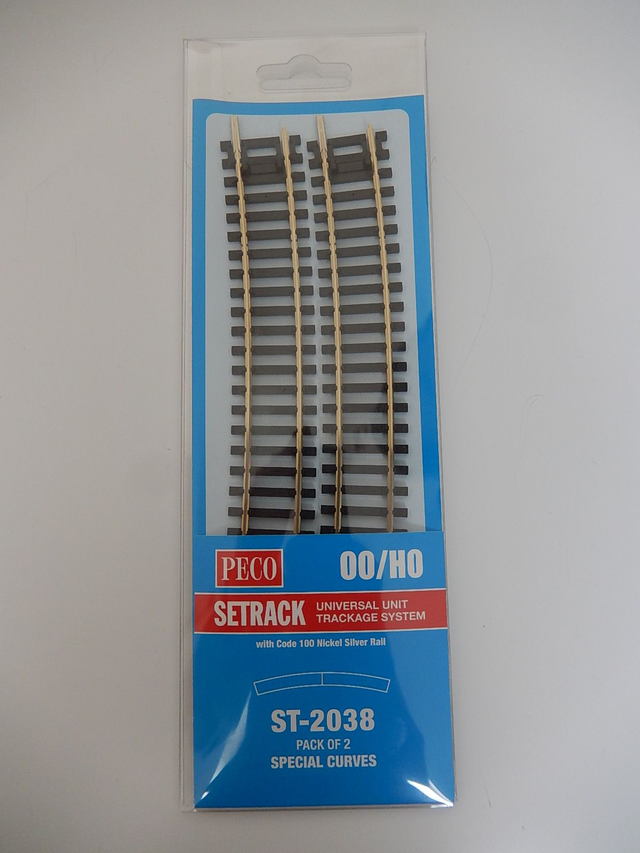 PECO
OO/HO
SETRACK
UNIVERSAL UNIT
TRACKAGE SYSTEM
with Code 100 Nickel Silver Rail
ST-2038
PACK OF 2
SPECIAL CURVES